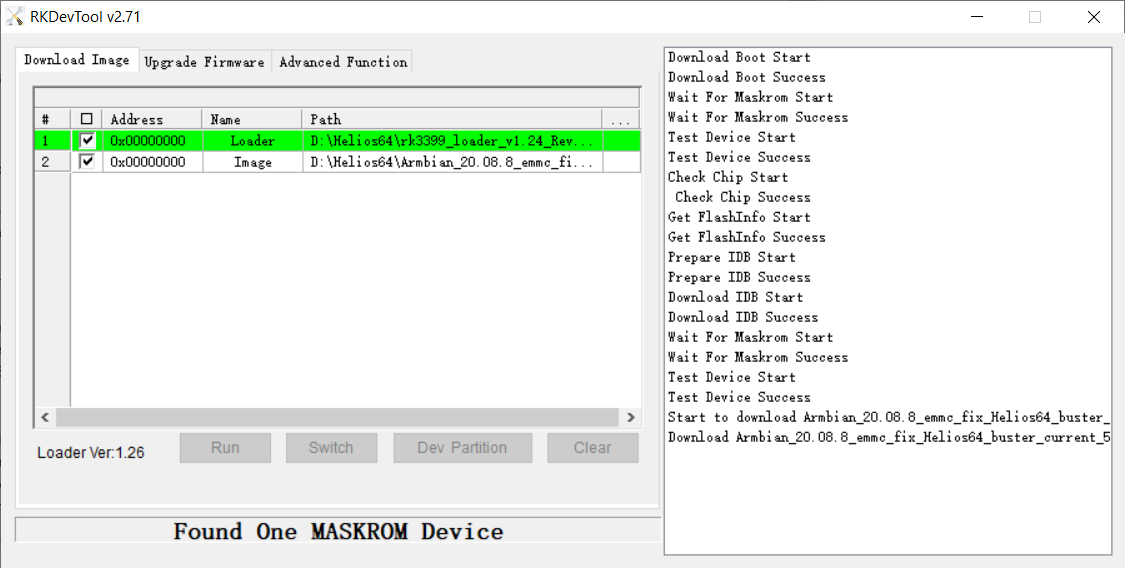 RKDevTool v2.71
Download Image Upgrade Firmware Advanced Function
# Address Name Path ...
1 0x00000000 Loader D:\Helios64\rk3399_loader_v1.24_Rev...
2 0x00000000 Image D:\Helios64\Armbian_20.08.8_emmc_fi...
Loader Ver:1.26 Run Switch Dev Partition Clear
Found One MASKROM Device
Download Boot Start
Download Boot Success
Wait For Maskrom Start
Wait For Maskrom Success
Test Device Start
Test Device Success
Check Chip Start
Check Chip Success
Get FlashInfo Start
Get FlashInfo Success
Prepare IDB Start
Prepare IDB Success
Download IDB Start
Download IDB Success
Wait For Maskrom Start
Wait For Maskrom Success
Test Device Start
Test Device Success
Start to download Armbian_20.08.8_emmc_fix_Helios64_buster_
Download Armbian_20.08.8_emmc_fix_Helios64_buster_current_5